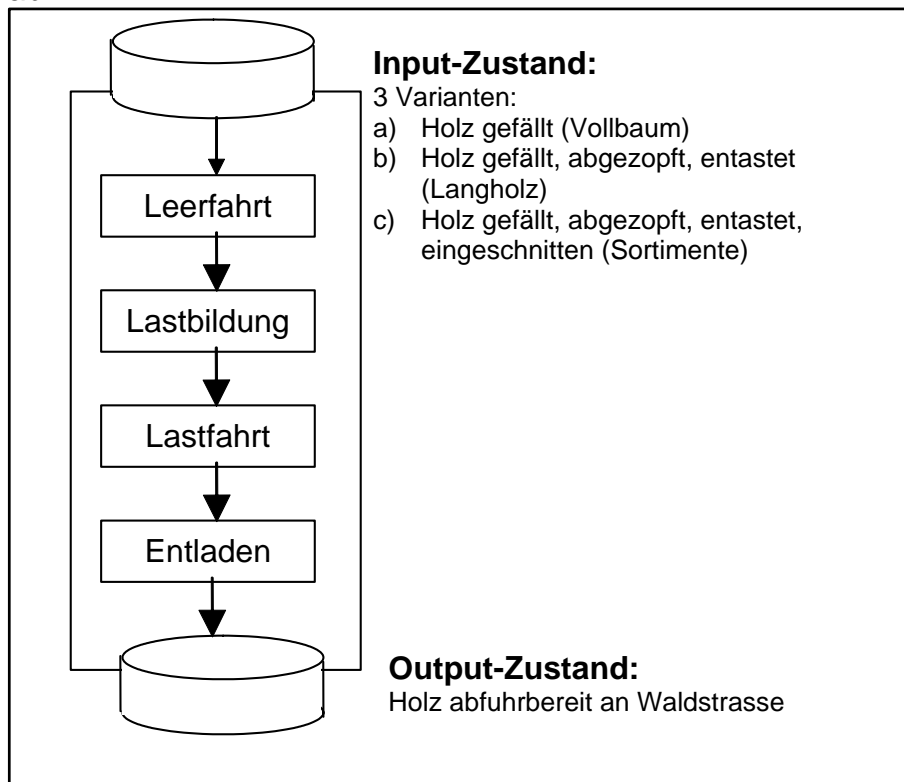 Input-Zustand:
3 Varianten:
a) Holz gefällt (Vollbaum)
b) Holz gefällt, abgezopft, entastet
(Langholz)
c) Holz gefällt, abgezopft, entastet,
eingeschnitten (Sortimente)
Leerfahrt
Lastbildung
Lastfahrt
Entladen
Output-Zustand:
Holz abfuhrbereit an Waldstrasse